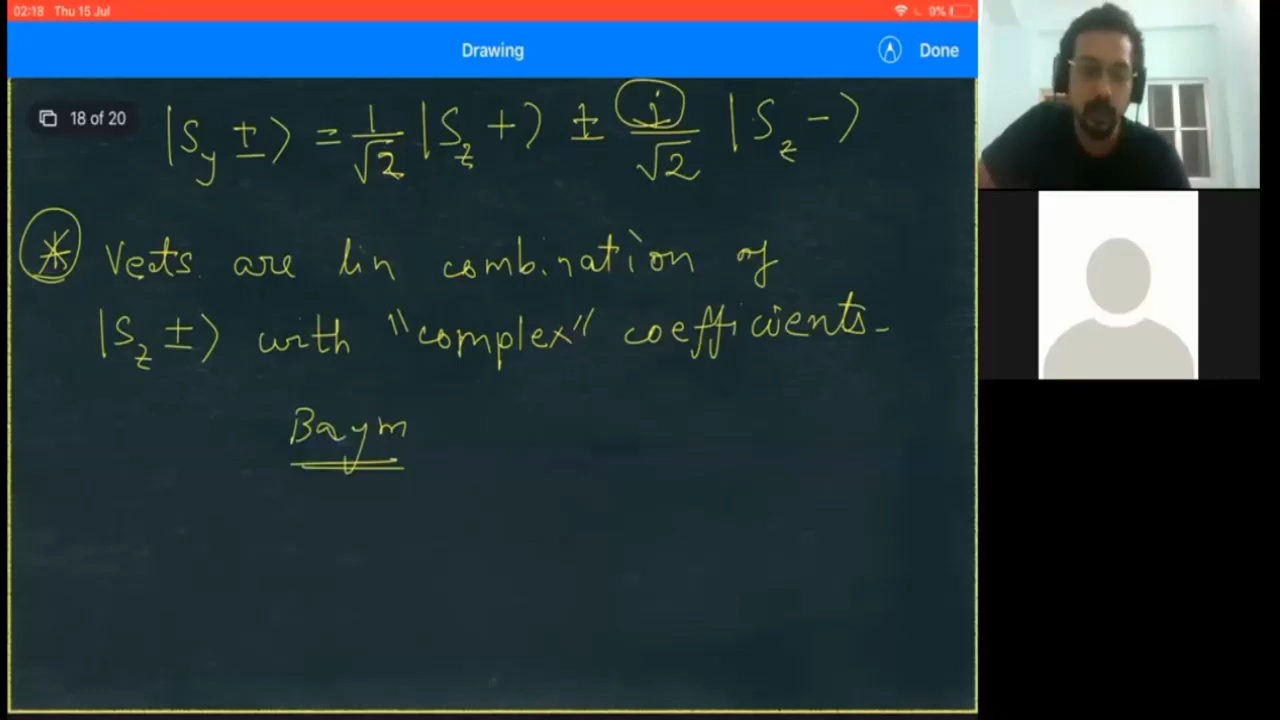 02:18 Thu 15 Jul
9%
Drawing
Done
18 of 20
|S_y ±⟩ = 1/√2 |S_z +⟩ ± i/√2 |S_z −⟩
* Vects. are lin combination of
|S_z ±⟩ with "complex" coefficients.
Baym